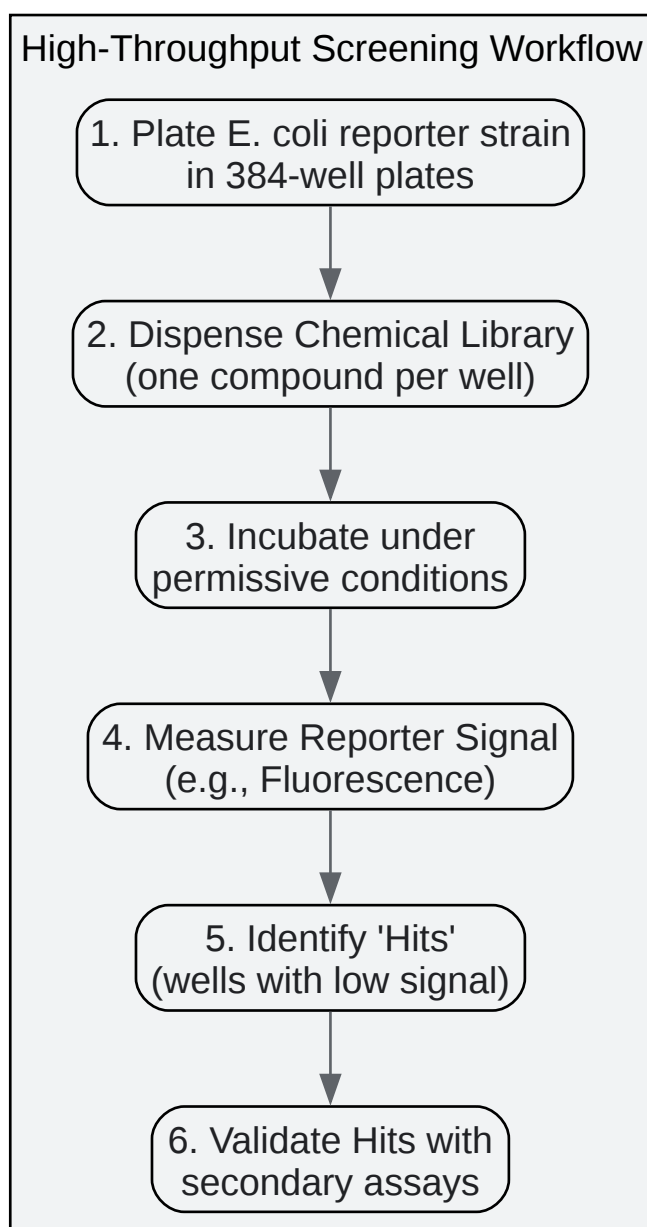 High-Throughput Screening Workflow
1. Plate E. coli reporter strain
in 384-well plates
2. Dispense Chemical Library
(one compound per well)
3. Incubate under
permissive conditions
4. Measure Reporter Signal
(e.g., Fluorescence)
5. Identify 'Hits'
(wells with low signal)
6. Validate Hits with
secondary assays